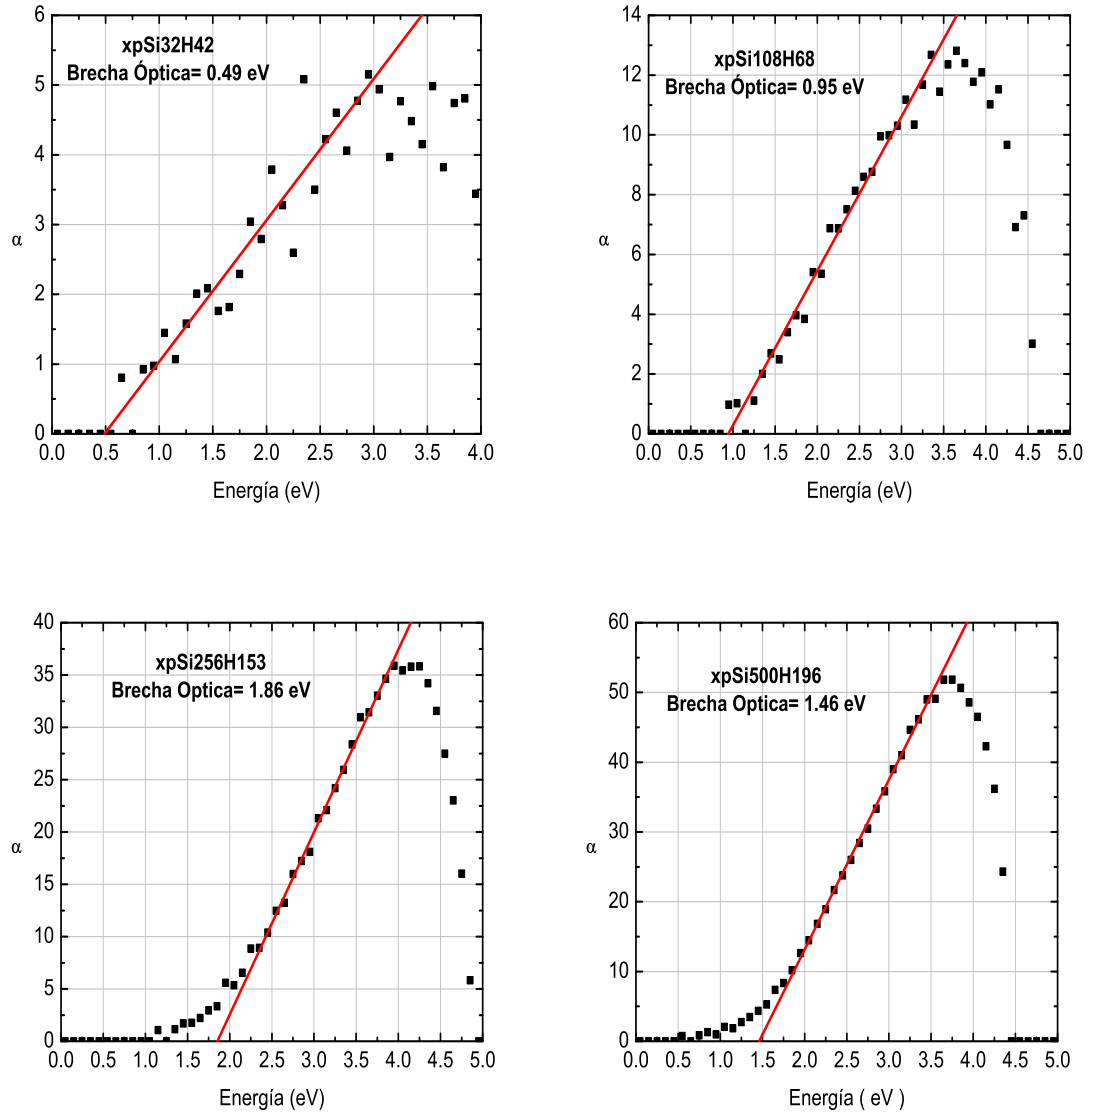 xpSi32H42
Brecha Óptica= 0.49 eV
6
5
4
3
2
1
0
α
0.0 0.5 1.0 1.5 2.0 2.5 3.0 3.5 4.0
Energía (eV)
xpSi108H68
Brecha Óptica= 0.95 eV
14
12
10
8
6
4
2
0
α
0.0 0.5 1.0 1.5 2.0 2.5 3.0 3.5 4.0 4.5 5.0
Energía (eV)
xpSi256H153
Brecha Optica= 1.86 eV
40
35
30
25
20
15
10
5
0
α
0.0 0.5 1.0 1.5 2.0 2.5 3.0 3.5 4.0 4.5 5.0
Energía (eV)
xpSi500H196
Brecha Optica= 1.46 eV
60
50
40
30
20
10
0
α
0.0 0.5 1.0 1.5 2.0 2.5 3.0 3.5 4.0 4.5 5.0
Energía ( eV )